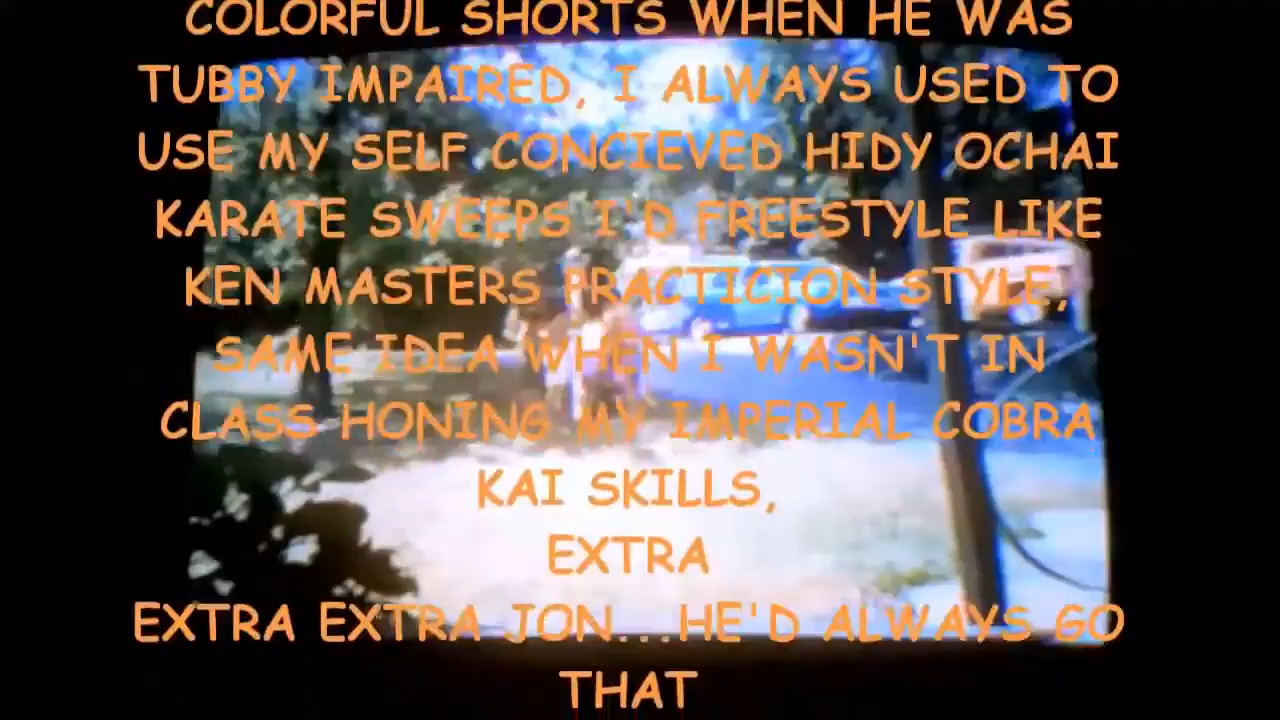 COLORFUL SHORTS WHEN HE WAS
TUBBY IMPAIRED, I ALWAYS USED TO
USE MY SELF CONCIEVED HIDY OCHAI
KARATE SWEEPS I'D FREESTYLE LIKE
KEN MASTERS PRACTICION STYLE,
SAME IDEA WHEN I WASN'T IN
CLASS HONING MY IMPERIAL COBRA
KAI SKILLS,
EXTRA
EXTRA EXTRA JON...HE'D ALWAYS GO
THAT